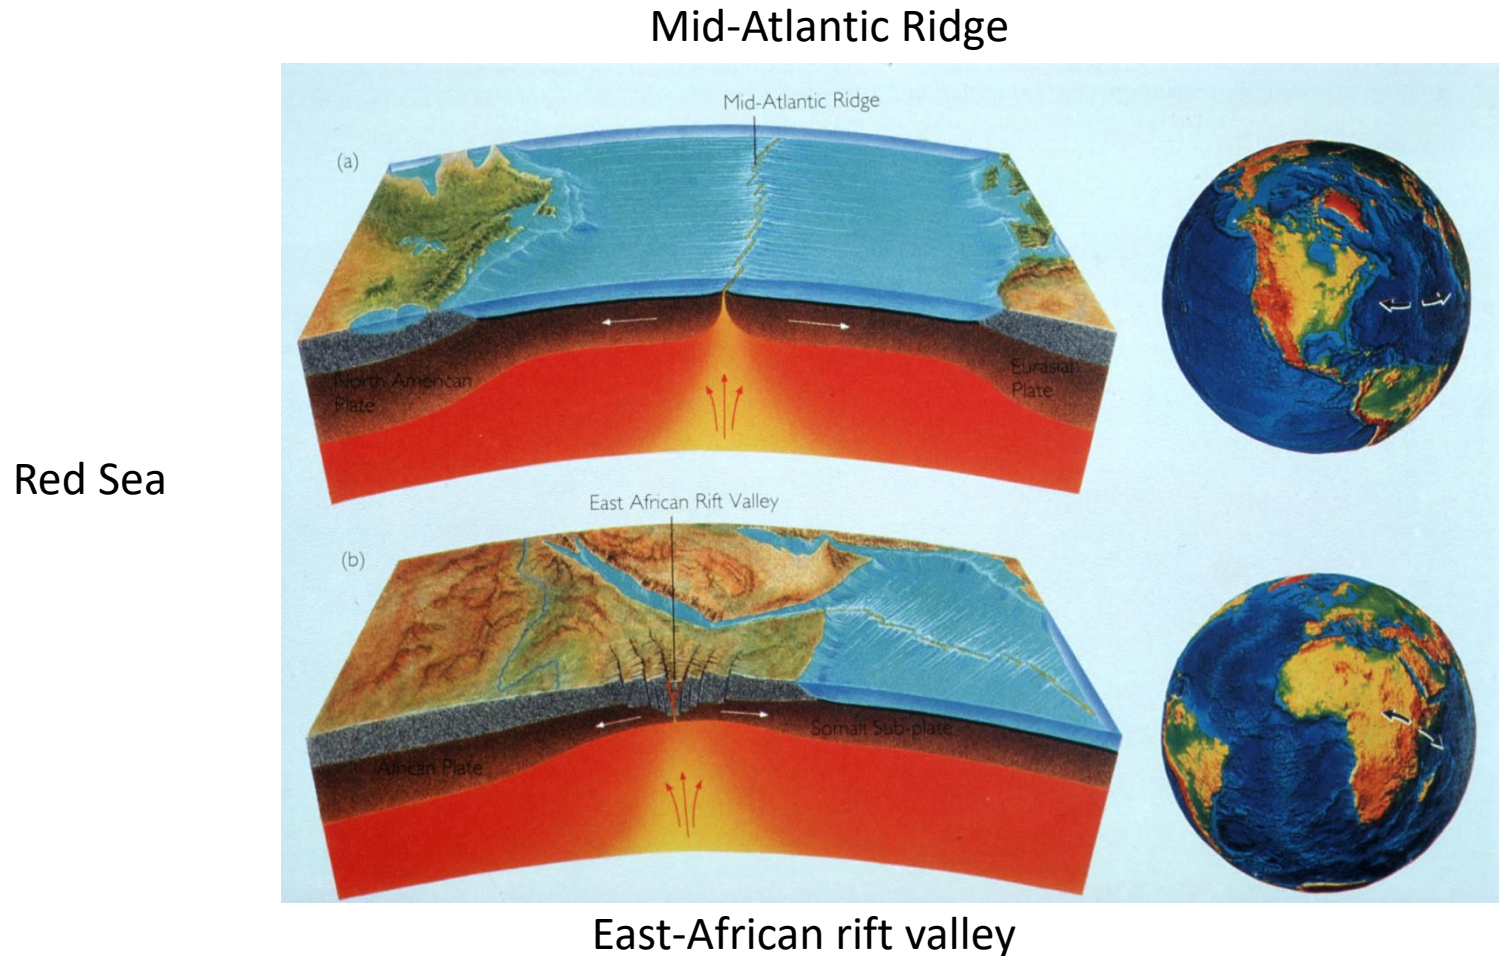 Mid-Atlantic Ridge
Mid-Atlantic Ridge
(a)
North American
Plate
Eurasian
Plate
Red Sea
East African Rift Valley
(b)
Somali Sub-plate
African Plate
East-African rift valley